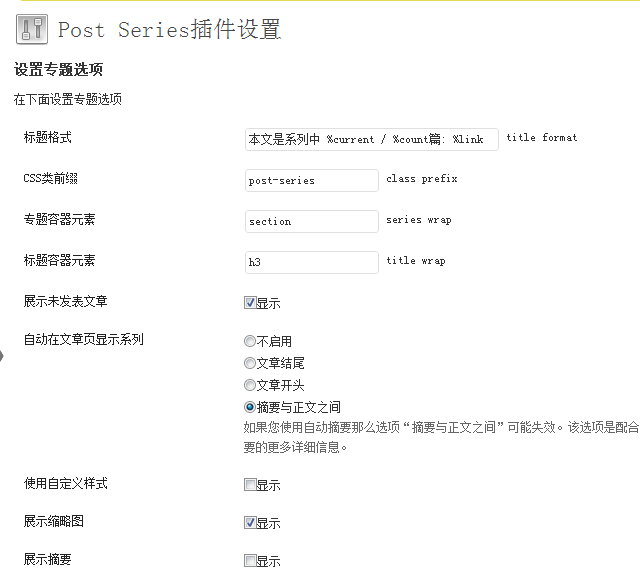 Post Series插件设置
设置专题选项
在下面设置专题选项
标题格式 本文是系列中 %current / %count篇: %link title format
CSS类前缀 post-series class prefix
专题容器元素 section series wrap
标题容器元素 h3 title wrap
展示未发表文章 显示
自动在文章页显示系列 不启用
文章结尾
文章开头
摘要与正文之间
如果您使用自动摘要那么选项“摘要与正文之间”可能失效。该选项是配合
要的更多详细信息。
使用自定义样式 显示
展示缩略图 显示
展示摘要 显示